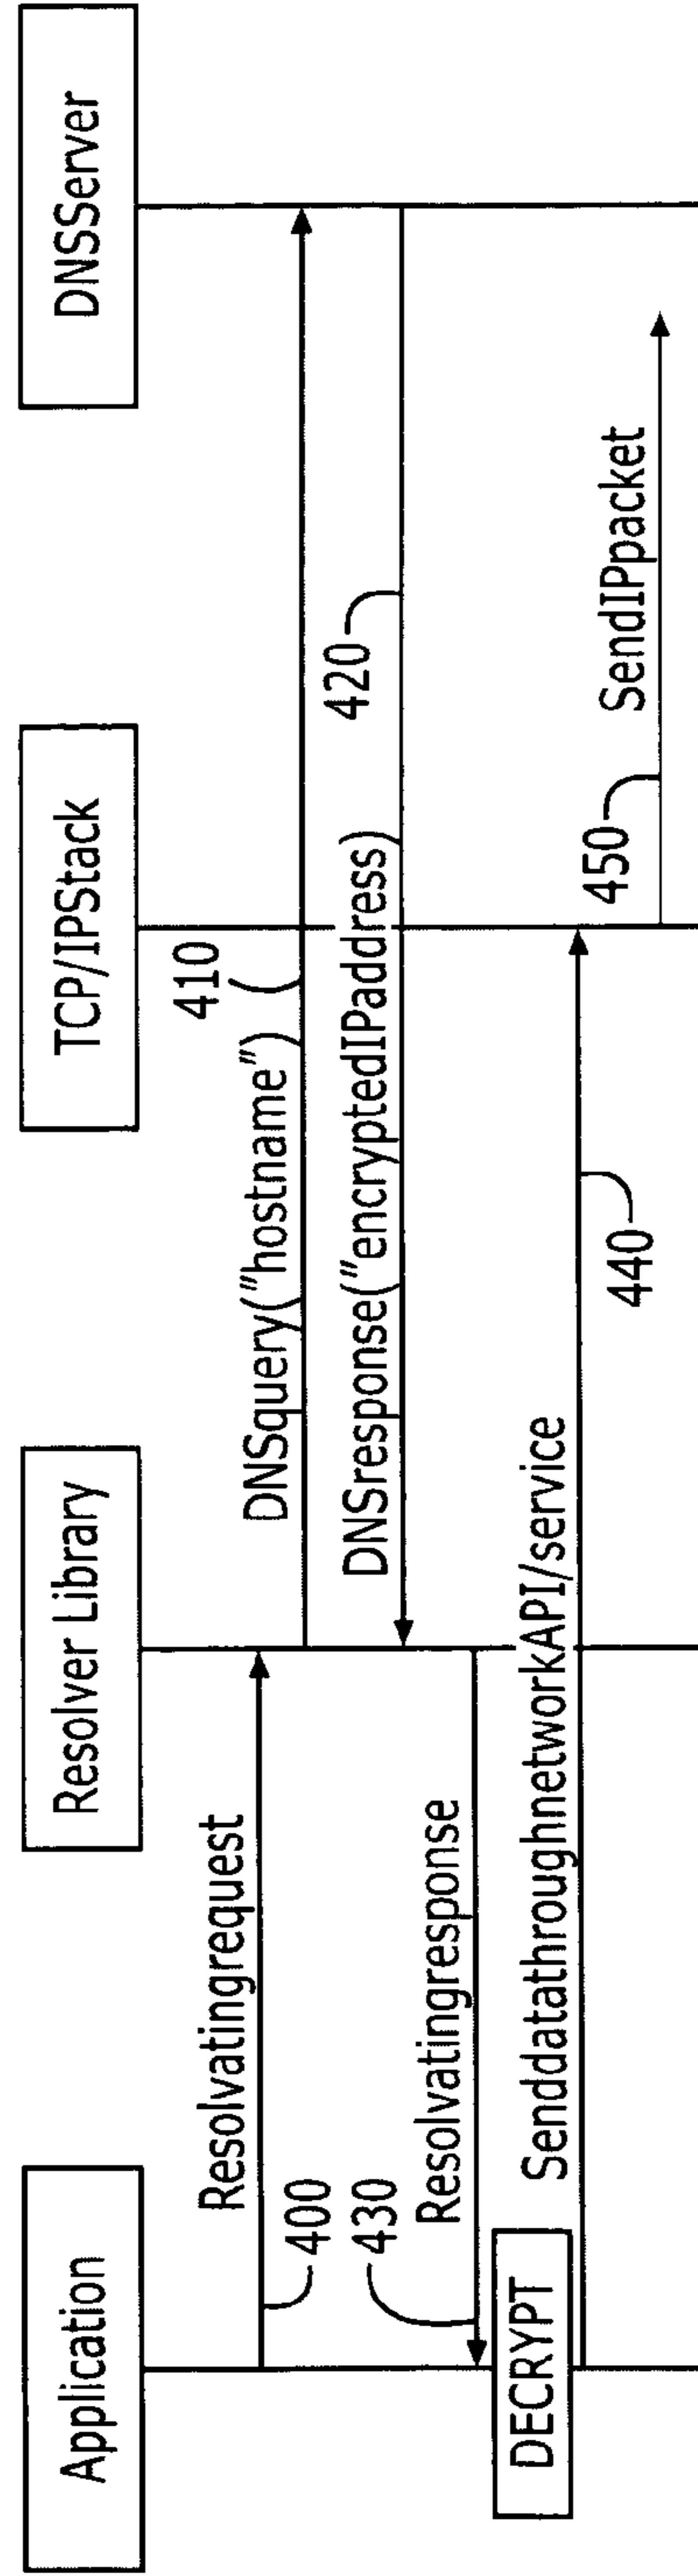 Application
Resolver Library
TCP/IPStack
DNSServer
Resolvatingrequest
400
DNSquery("hostname")
410
DNSresponse("encryptedIPaddress)
420
430
Resolvatingresponse
DECRYPT
SenddatathroughnetworkAPI/service
440
450
SendIPpacket